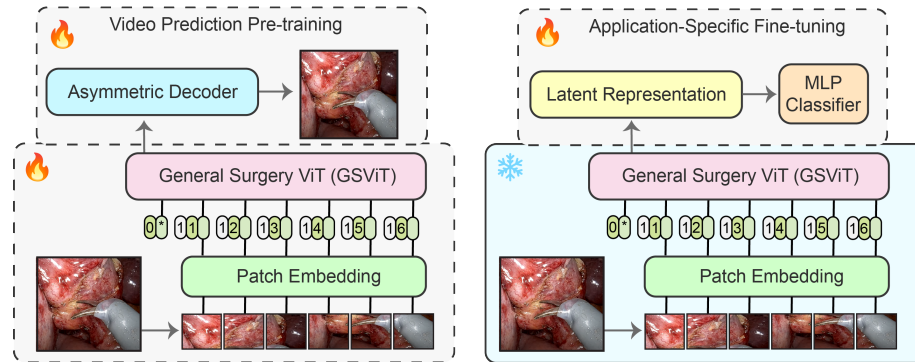 Video Prediction Pre-training
Asymmetric Decoder
General Surgery ViT (GSViT)
0 * 1 1 1 2 1 3 1 4 1 5 1 6
Patch Embedding
Application-Specific Fine-tuning
Latent Representation
MLP
Classifier
General Surgery ViT (GSViT)
0 * 1 1 1 2 1 3 1 4 1 5 1 6
Patch Embedding